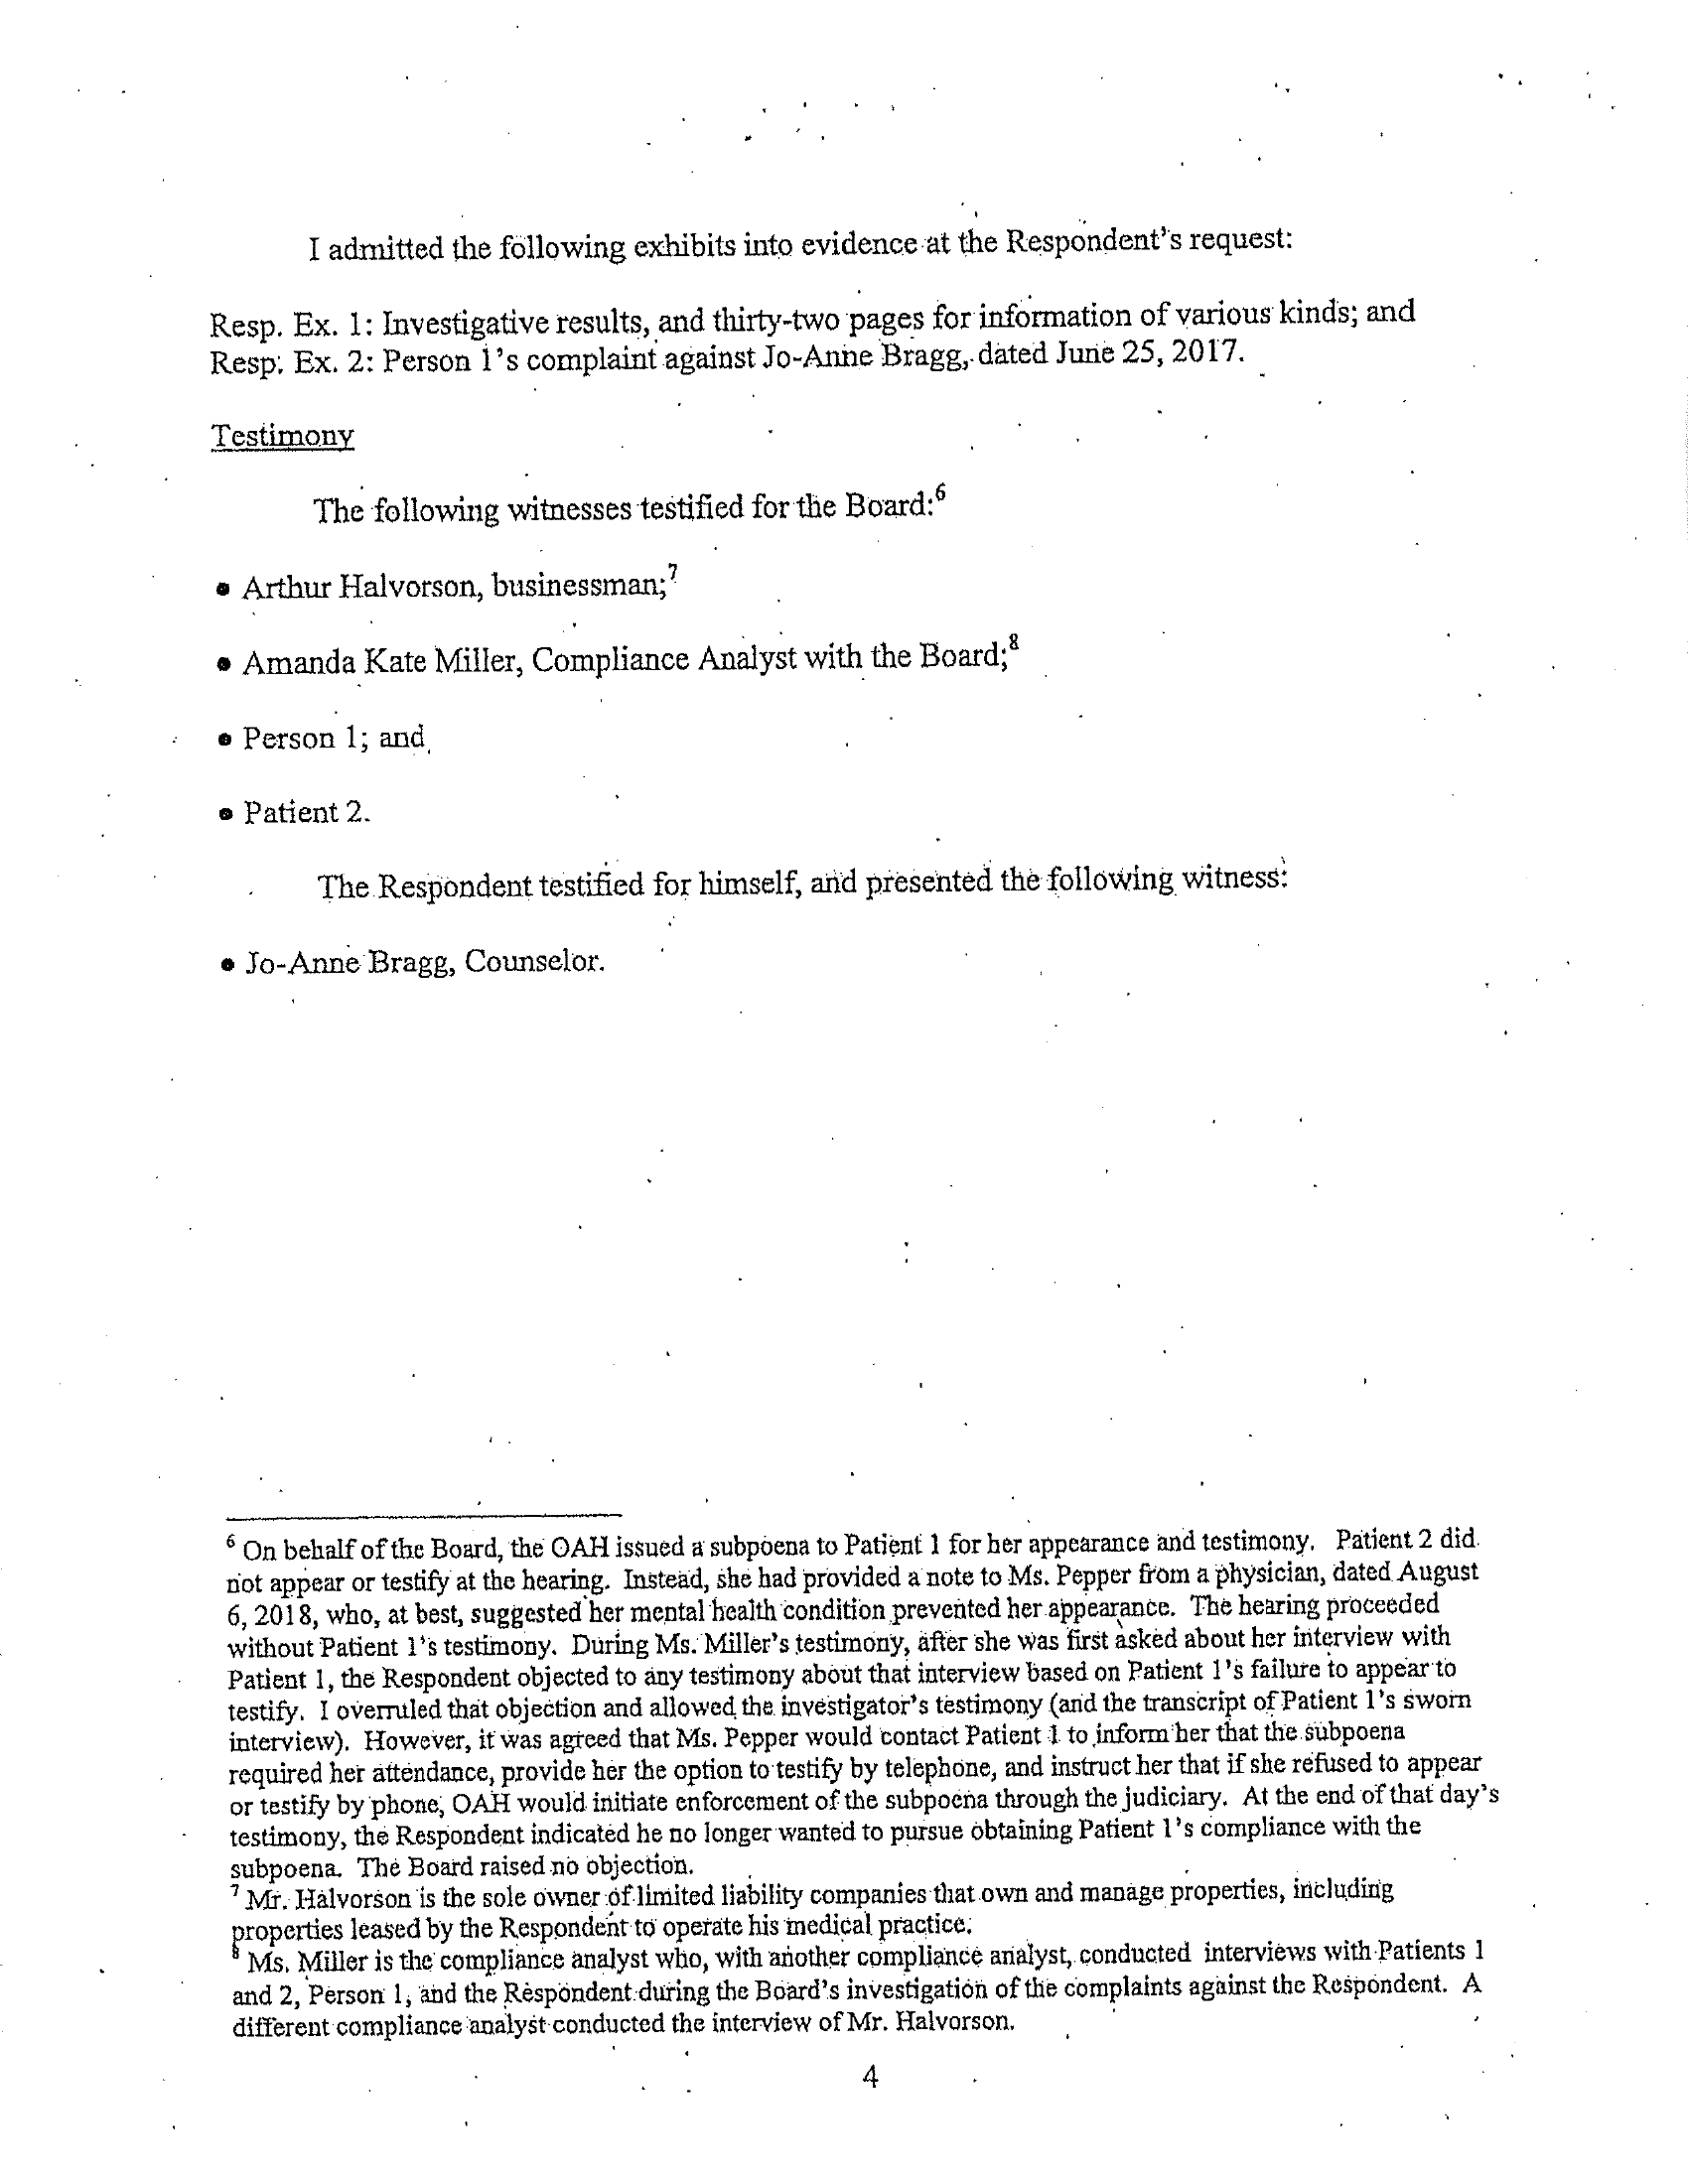 I admitted the following exhibits into evidence at the Respondent's request:
Resp. Ex. 1: Investigative results, and thirty-two pages for information of various kinds; and
Resp. Ex. 2: Person 1's complaint against Jo-Anne Bragg, dated June 25, 2017.
Testimony
The following witnesses testified for the Board:6
• Arthur Halvorson, businessman;7
• Amanda Kate Miller, Compliance Analyst with the Board;8
• Person 1; and
• Patient 2.
The Respondent testified for himself, and presented the following witness:
• Jo-Anne Bragg, Counselor.
6 On behalf of the Board, the OAH issued a subpoena to Patient 1 for her appearance and testimony. Patient 2 did
not appear or testify at the hearing. Instead, she had provided a note to Ms. Pepper from a physician, dated August
6, 2018, who, at best, suggested her mental health condition prevented her appearance. The hearing proceeded
without Patient 1's testimony. During Ms. Miller's testimony, after she was first asked about her interview with
Patient 1, the Respondent objected to any testimony about that interview based on Patient 1's failure to appear to
testify. I overruled that objection and allowed the investigator's testimony (and the transcript of Patient 1's sworn
interview). However, it was agreed that Ms. Pepper would contact Patient 1 to inform her that the subpoena
required her attendance, provide her the option to testify by telephone, and instruct her that if she refused to appear
or testify by phone, OAH would initiate enforcement of the subpoena through the judiciary. At the end of that day's
testimony, the Respondent indicated he no longer wanted to pursue obtaining Patient 1's compliance with the
subpoena. The Board raised no objection.
7 Mr. Halvorson is the sole owner of limited liability companies that own and manage properties, including
properties leased by the Respondent to operate his medical practice.
8 Ms. Miller is the compliance analyst who, with another compliance analyst, conducted interviews with Patients 1
and 2, Person 1, and the Respondent during the Board's investigation of the complaints against the Respondent. A
different compliance analyst conducted the interview of Mr. Halvorson.
4